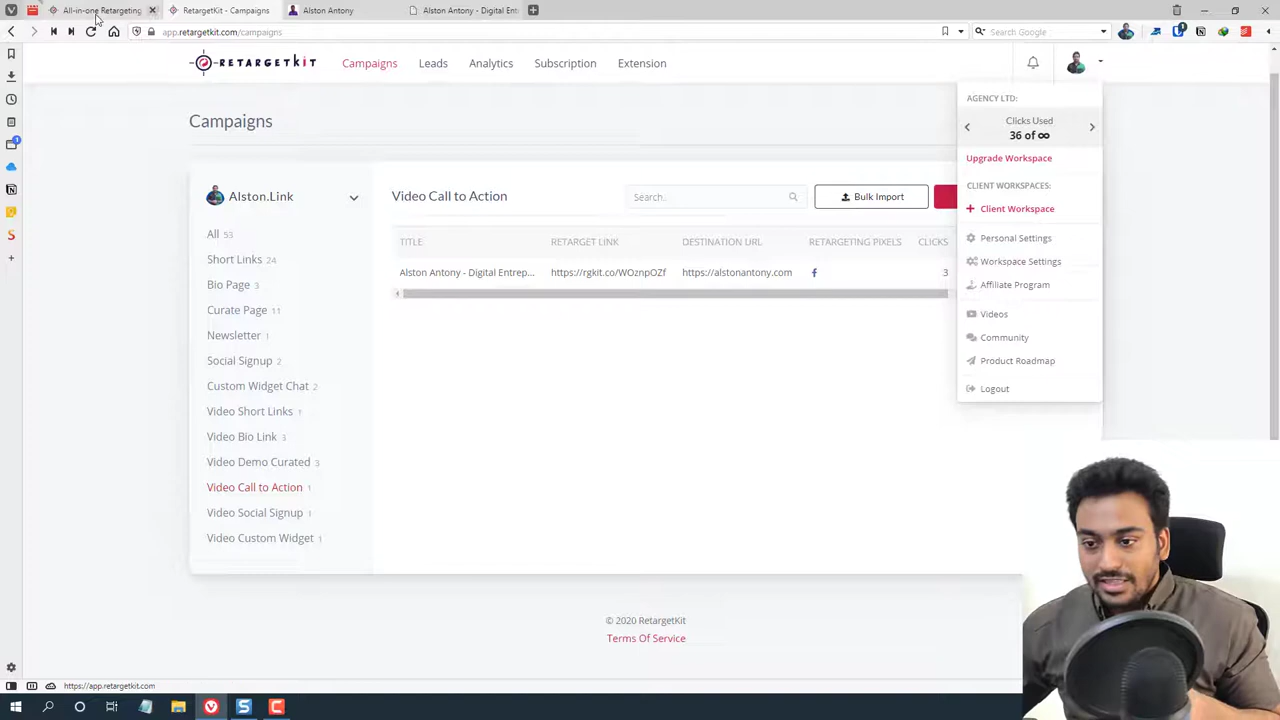 All-in-one Retargeting
RetargetKit - Campaigns
Alston Antony
Alston Antony - Digital Entr
app.retargetkit.com/campaigns
Search Google
RETARGETKIT
Campaigns
Leads
Analytics
Subscription
Extension
AGENCY LTD:
Clicks Used
36 of ∞
Upgrade Workspace
CLIENT WORKSPACES:
+ Client Workspace
Personal Settings
Workspace Settings
Affiliate Program
Videos
Community
Product Roadmap
Logout
Campaigns
Alston.Link
All 53
Short Links 24
Bio Page 3
Curate Page 11
Newsletter 1
Social Signup 2
Custom Widget Chat 2
Video Short Links 1
Video Bio Link 3
Video Demo Curated 3
Video Call to Action 1
Video Social Signup 1
Video Custom Widget 1
Video Call to Action
Search..
Bulk Import
TITLE RETARGET LINK DESTINATION URL RETARGETING PIXELS CLICKS
Alston Antony - Digital Entrep... https://rgkit.co/WOznpOZf https://alstonantony.com 3
© 2020 RetargetKit
Terms Of Service
https://app.retargetkit.com